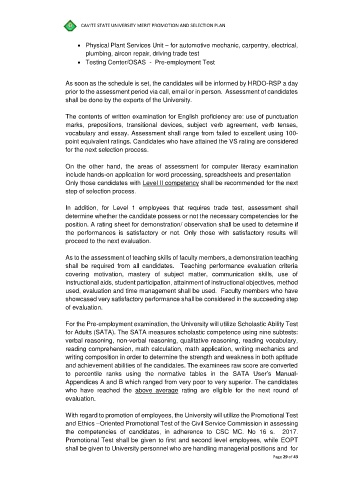 CAVITE STATE UNIVERSITY MERIT PROMOTION AND SELECTION PLAN
• Physical Plant Services Unit – for automotive mechanic, carpentry, electrical,
plumbing, aircon repair, driving trade test
• Testing Center/OSAS - Pre-employment Test
As soon as the schedule is set, the candidates will be informed by HRDO-RSP a day
prior to the assessment period via call, email or in person. Assessment of candidates
shall be done by the experts of the University.
The contents of written examination for English proficiency are: use of punctuation
marks, prepositions, transitional devices, subject verb agreement, verb tenses,
vocabulary and essay. Assessment shall range from failed to excellent using 100-
point equivalent ratings. Candidates who have attained the VS rating are considered
for the next selection process.
On the other hand, the areas of assessment for computer literacy examination
include hands-on application for word processing, spreadsheets and presentation
Only those candidates with Level II competency shall be recommended for the next
step of selection process.
In addition, for Level 1 employees that requires trade test, assessment shall
determine whether the candidate possess or not the necessary competencies for the
position. A rating sheet for demonstration/ observation shall be used to determine if
the performances is satisfactory or not. Only those with satisfactory results will
proceed to the next evaluation.
As to the assessment of teaching skills of faculty members, a demonstration teaching
shall be required from all candidates. Teaching performance evaluation criteria
covering motivation, mastery of subject matter, communication skills, use of
instructional aids, student participation, attainment of instructional objectives, method
used, evaluation and time management shall be used. Faculty members who have
showcased very satisfactory performance shall be considered in the succeeding step
of evaluation.
For the Pre-employment examination, the University will utilize Scholastic Ability Test
for Adults (SATA). The SATA measures scholastic competence using nine subtests:
verbal reasoning, non-verbal reasoning, qualitative reasoning, reading vocabulary,
reading comprehension, math calculation, math application, writing mechanics and
writing composition in order to determine the strength and weakness in both aptitude
and achievement abilities of the candidates. The examinees raw score are converted
to percentile ranks using the normative tables in the SATA User's Manual-
Appendices A and B which ranged from very poor to very superior. The candidates
who have reached the above average rating are eligible for the next round of
evaluation.
With regard to promotion of employees, the University will utilize the Promotional Test
and Ethics –Oriented Promotional Test of the Civil Service Commission in assessing
the competencies of candidates, in adherence to CSC MC. No 16 s. 2017.
Promotional Test shall be given to first and second level employees, while EOPT
shall be given to University personnel who are handling managerial positions and for
Page 29 of 43